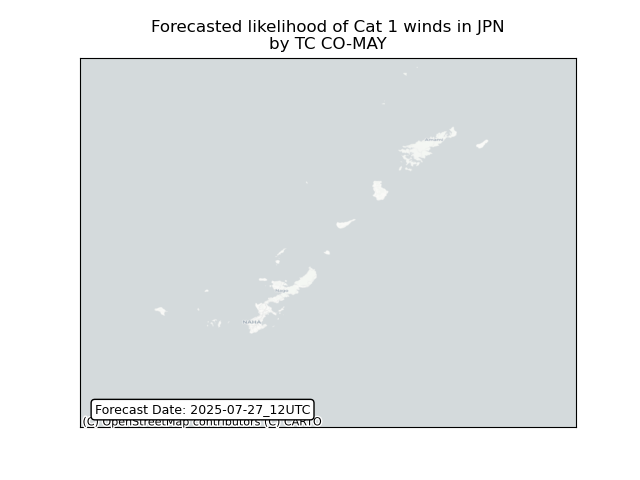 Forecasted likelihood of Cat 1 winds in JPN
by TC CO-MAY
NAHA
Forecast Date: 2025-07-27_12UTC
(C) OpenStreetMap contributors (C) CARTO